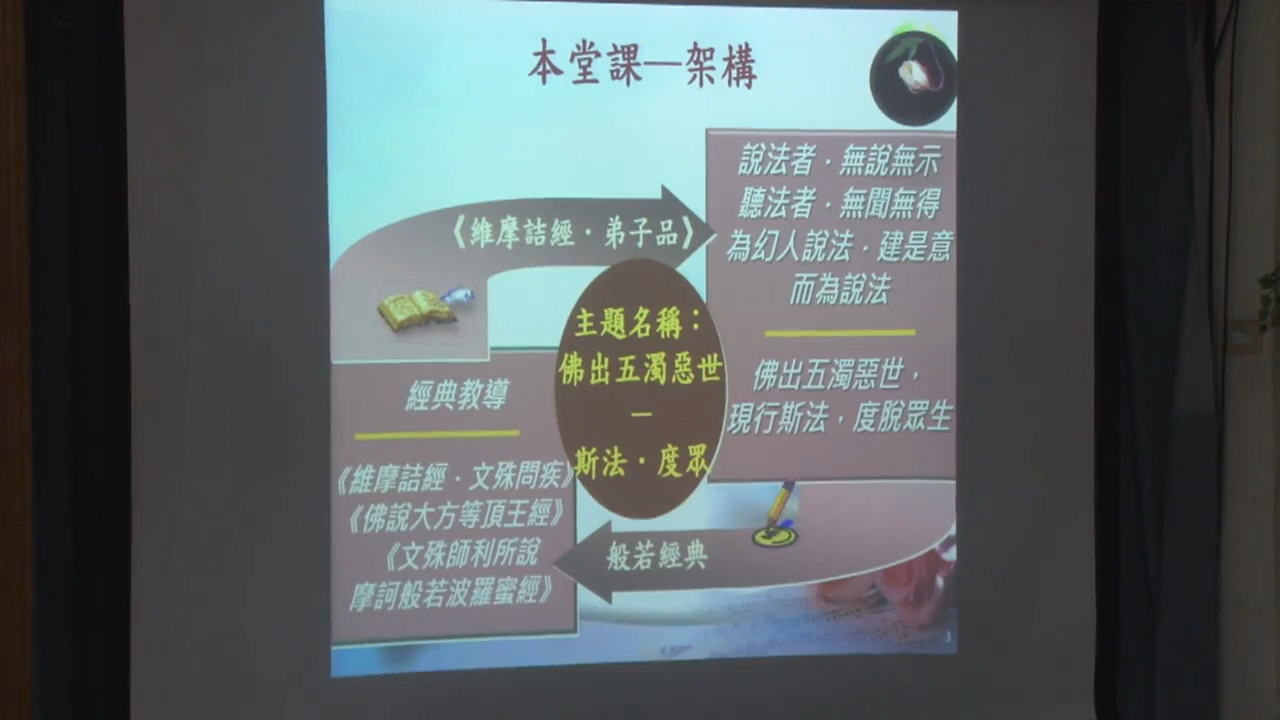 本堂課—架構
《維摩詰經．弟子品》
說法者．無說無示
聽法者．無聞無得
為幻人說法．建是意
而為說法
佛出五濁惡世，
現行斯法．度脫眾生
主題名稱：
佛出五濁惡世
—
斯法．度眾
經典教導
《維摩詰經．文殊問疾》
《佛說大方等頂王經》
《文殊師利所說
摩訶般若波羅蜜經》
般若經典
3